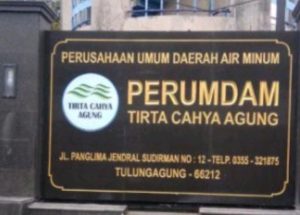 PERUSAHAAN UMUM DAERAH AIR MINUM
TIRTA CAHYA
AGUNG
PERUMDAM
TIRTA CAHYA AGUNG
JL. PANGLIMA JENDRAL SUDIRMAN NO : 12 - TELP. 0355 - 321875
TULUNGAGUNG - 66212